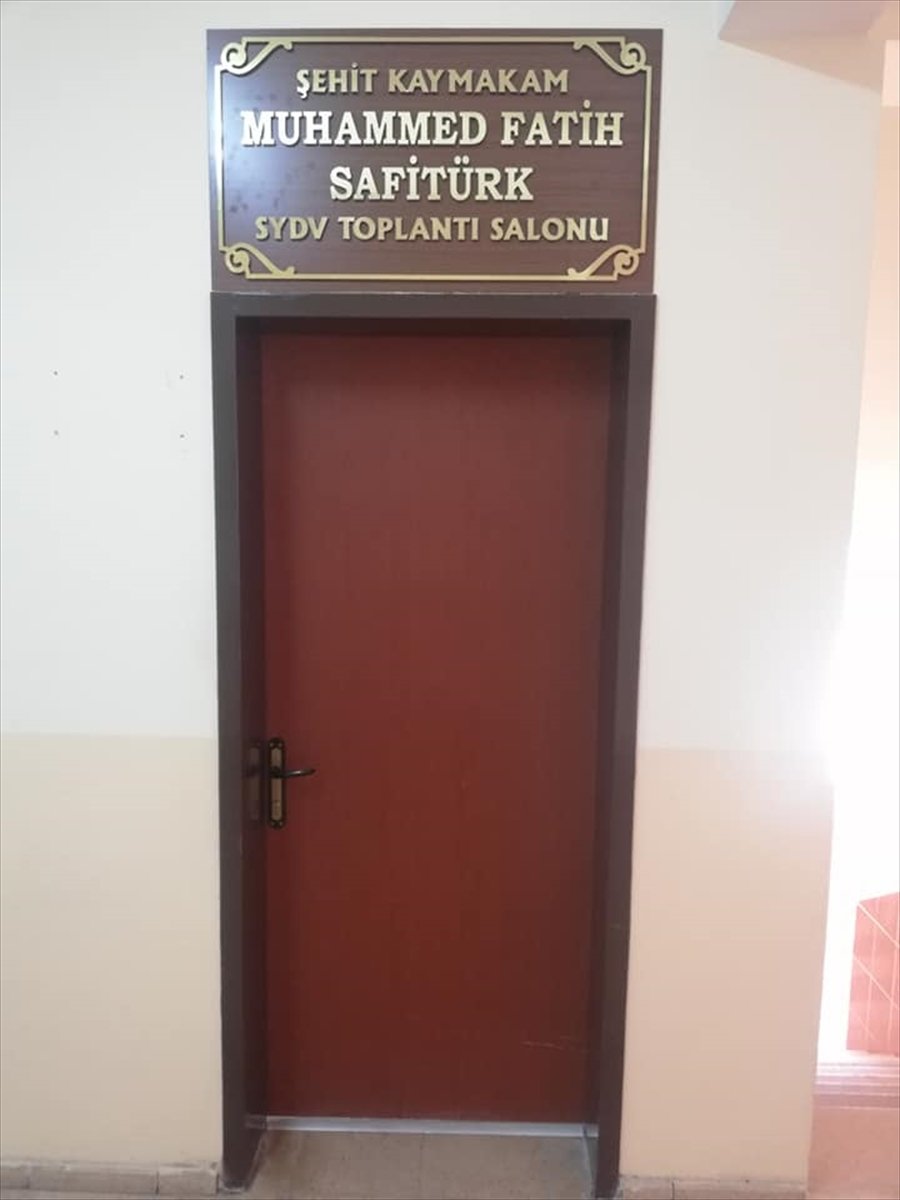 ŞEHİT KAYMAKAM
MUHAMMED FATİH
SAFİTÜRK
SYDV TOPLANTI SALONU